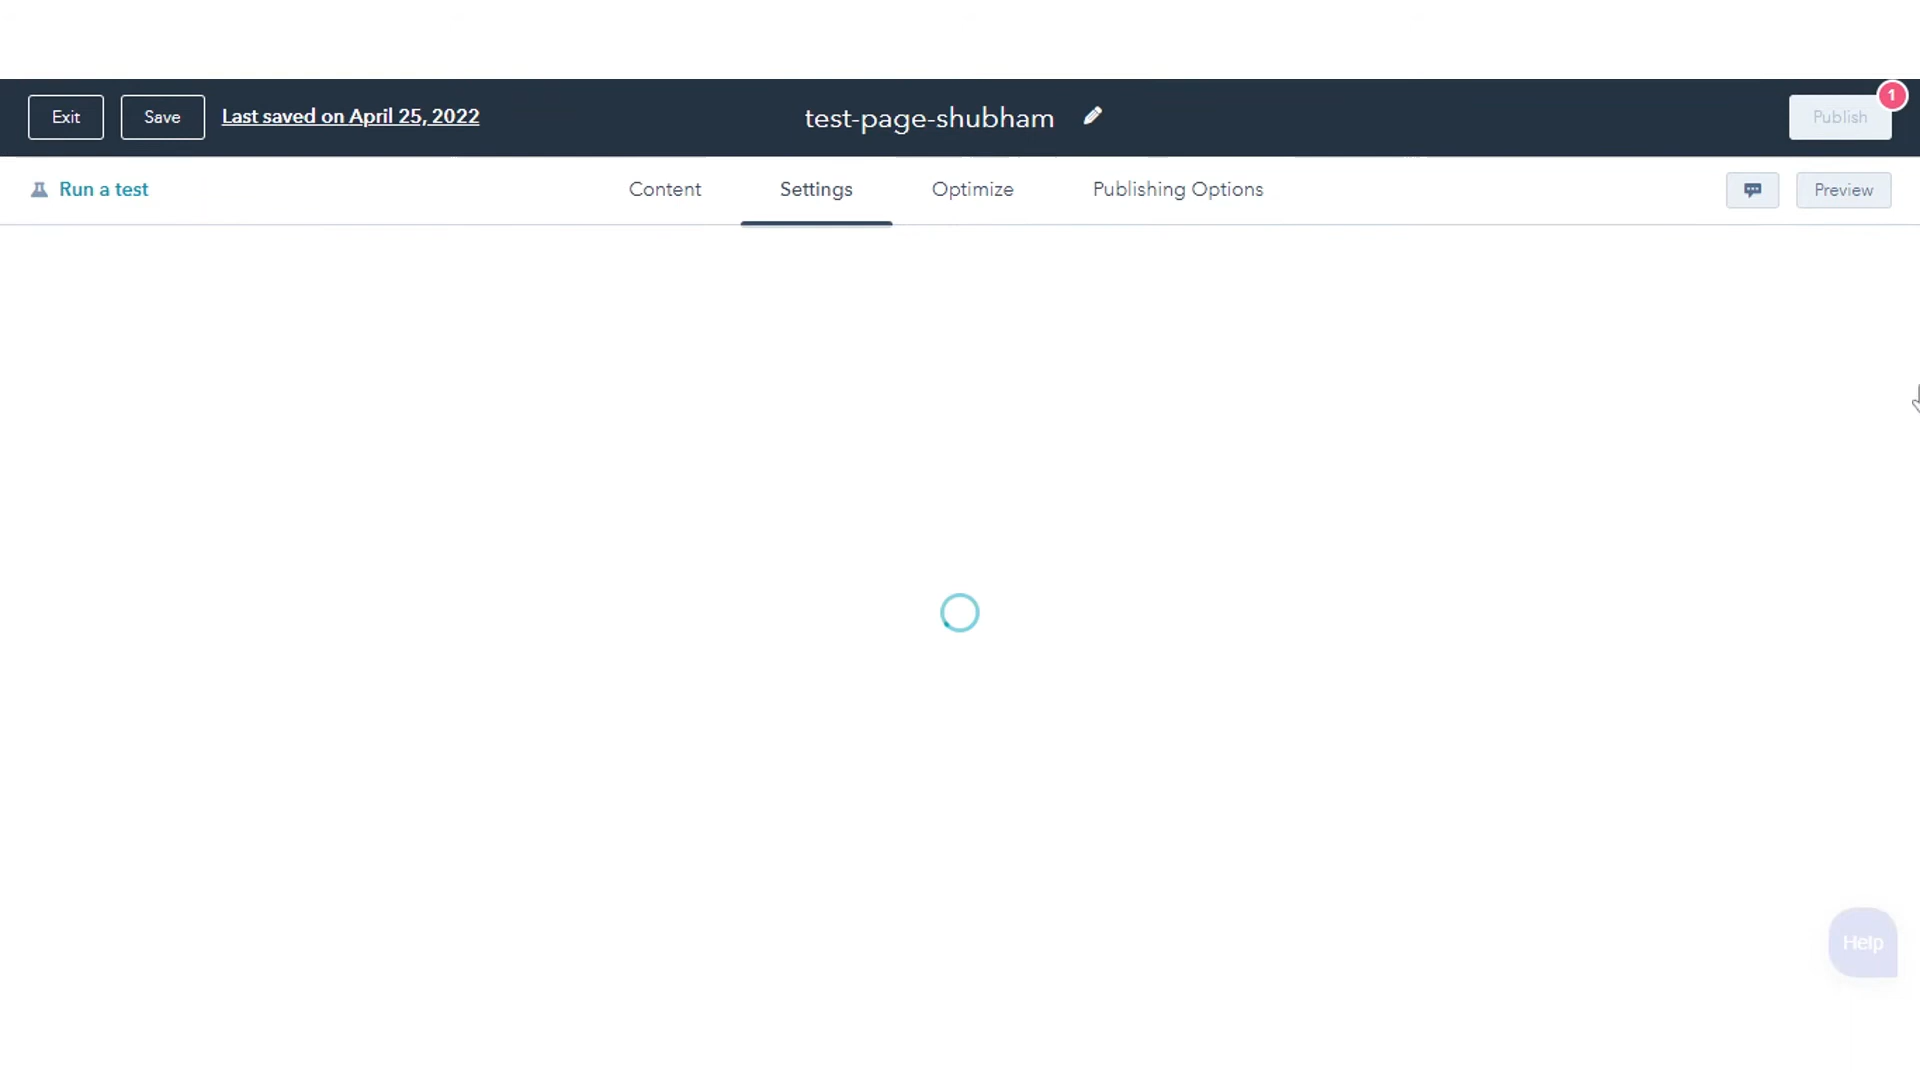 Exit
Save
Last saved on April 25, 2022
test-page-shubham
1
Publish
Run a test
Content
Settings
Optimize
Publishing Options
Preview
Help